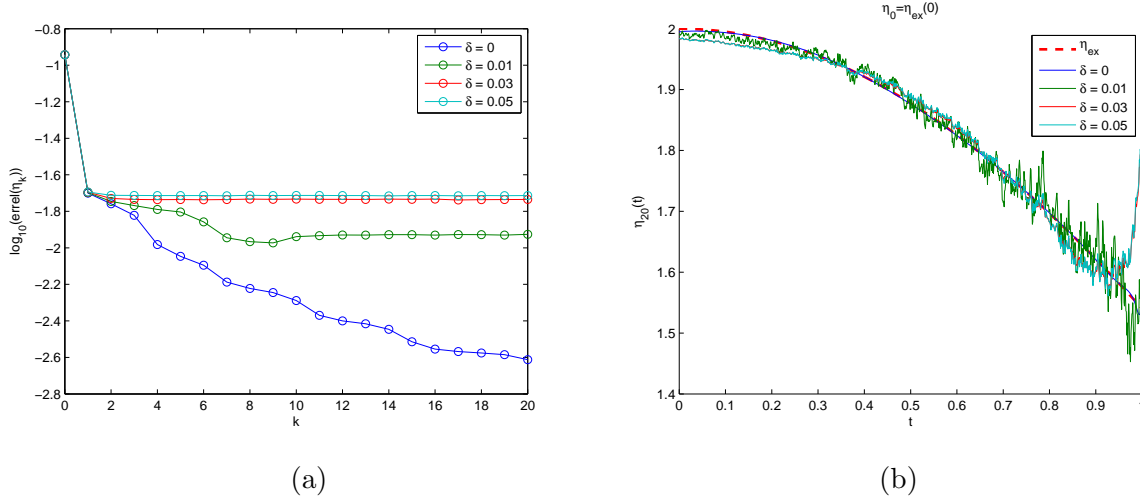 −0.8
−1
−1.2
−1.4
−1.6
−1.8
−2
−2.2
−2.4
−2.6
−2.8
0 2 4 6 8 10 12 14 16 18 20
k
log10(errel(ηk))
δ = 0
δ = 0.01
δ = 0.03
δ = 0.05
(a)
η0=ηex(0)
2
1.9
1.8
1.7
1.6
1.5
1.4
0 0.1 0.2 0.3 0.4 0.5 0.6 0.7 0.8 0.9 1
t
η20(t)
ηex
δ = 0
δ = 0.01
δ = 0.03
δ = 0.05
(b)